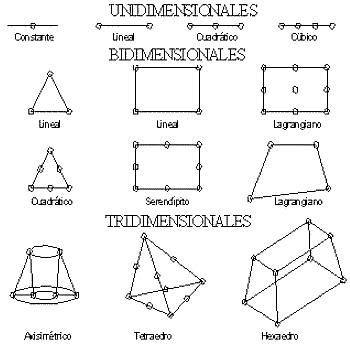 UNIDIMENSIONALES
Constante Lineal Cuadrático Cúbico
BIDIMENSIONALES
Lineal Lineal Lagrangiano
Cuadrático Serendípito Lagrangiano
TRIDIMENSIONALES
Axisimétrico Tetraedro Hexaedro